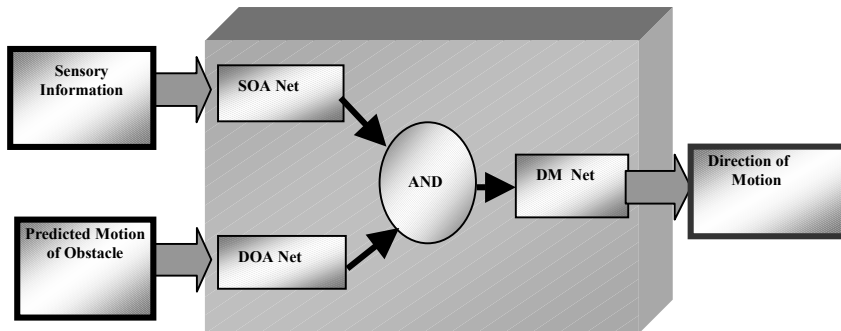 Sensory
Information
SOA Net
AND
DM Net
Direction of
Motion
Predicted Motion
of Obstacle
DOA Net